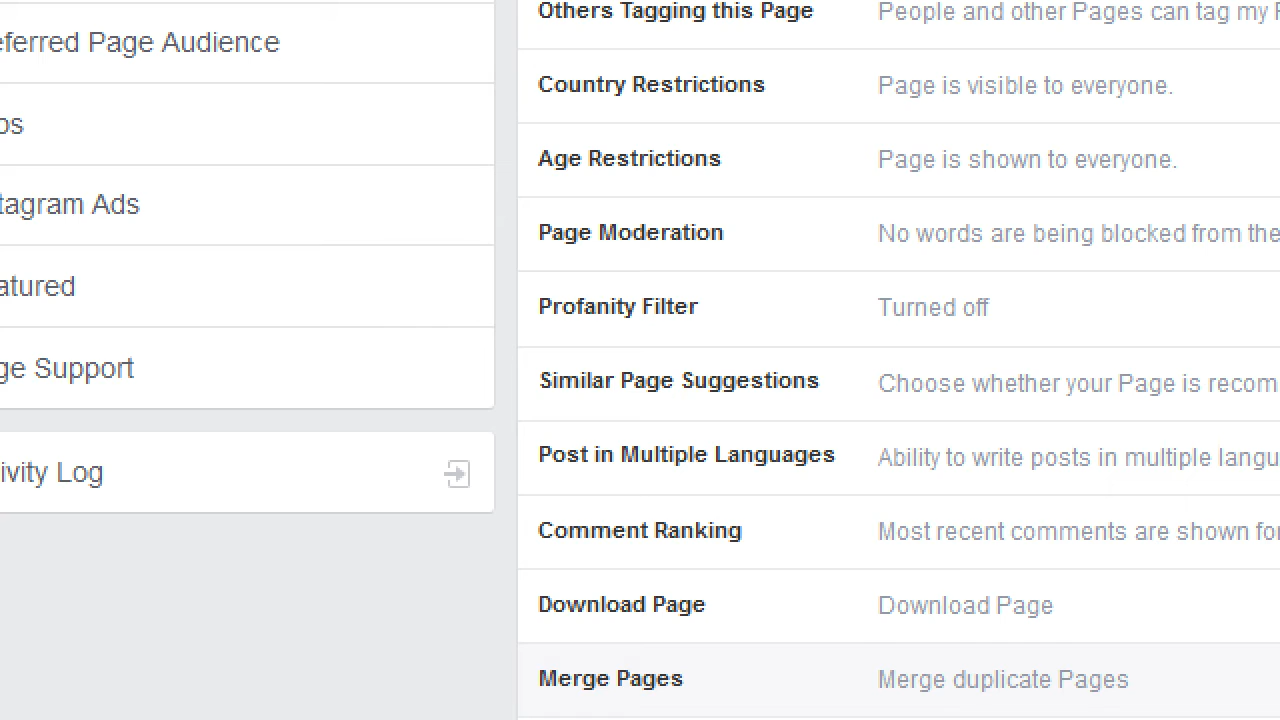 eferred Page Audience
os
tagram Ads
atured
ge Support
ivity Log
Others Tagging this Page People and other Pages can tag my
Country Restrictions Page is visible to everyone.
Age Restrictions Page is shown to everyone.
Page Moderation No words are being blocked from the
Profanity Filter Turned off
Similar Page Suggestions Choose whether your Page is recom
Post in Multiple Languages Ability to write posts in multiple langu
Comment Ranking Most recent comments are shown for
Download Page Download Page
Merge Pages Merge duplicate Pages